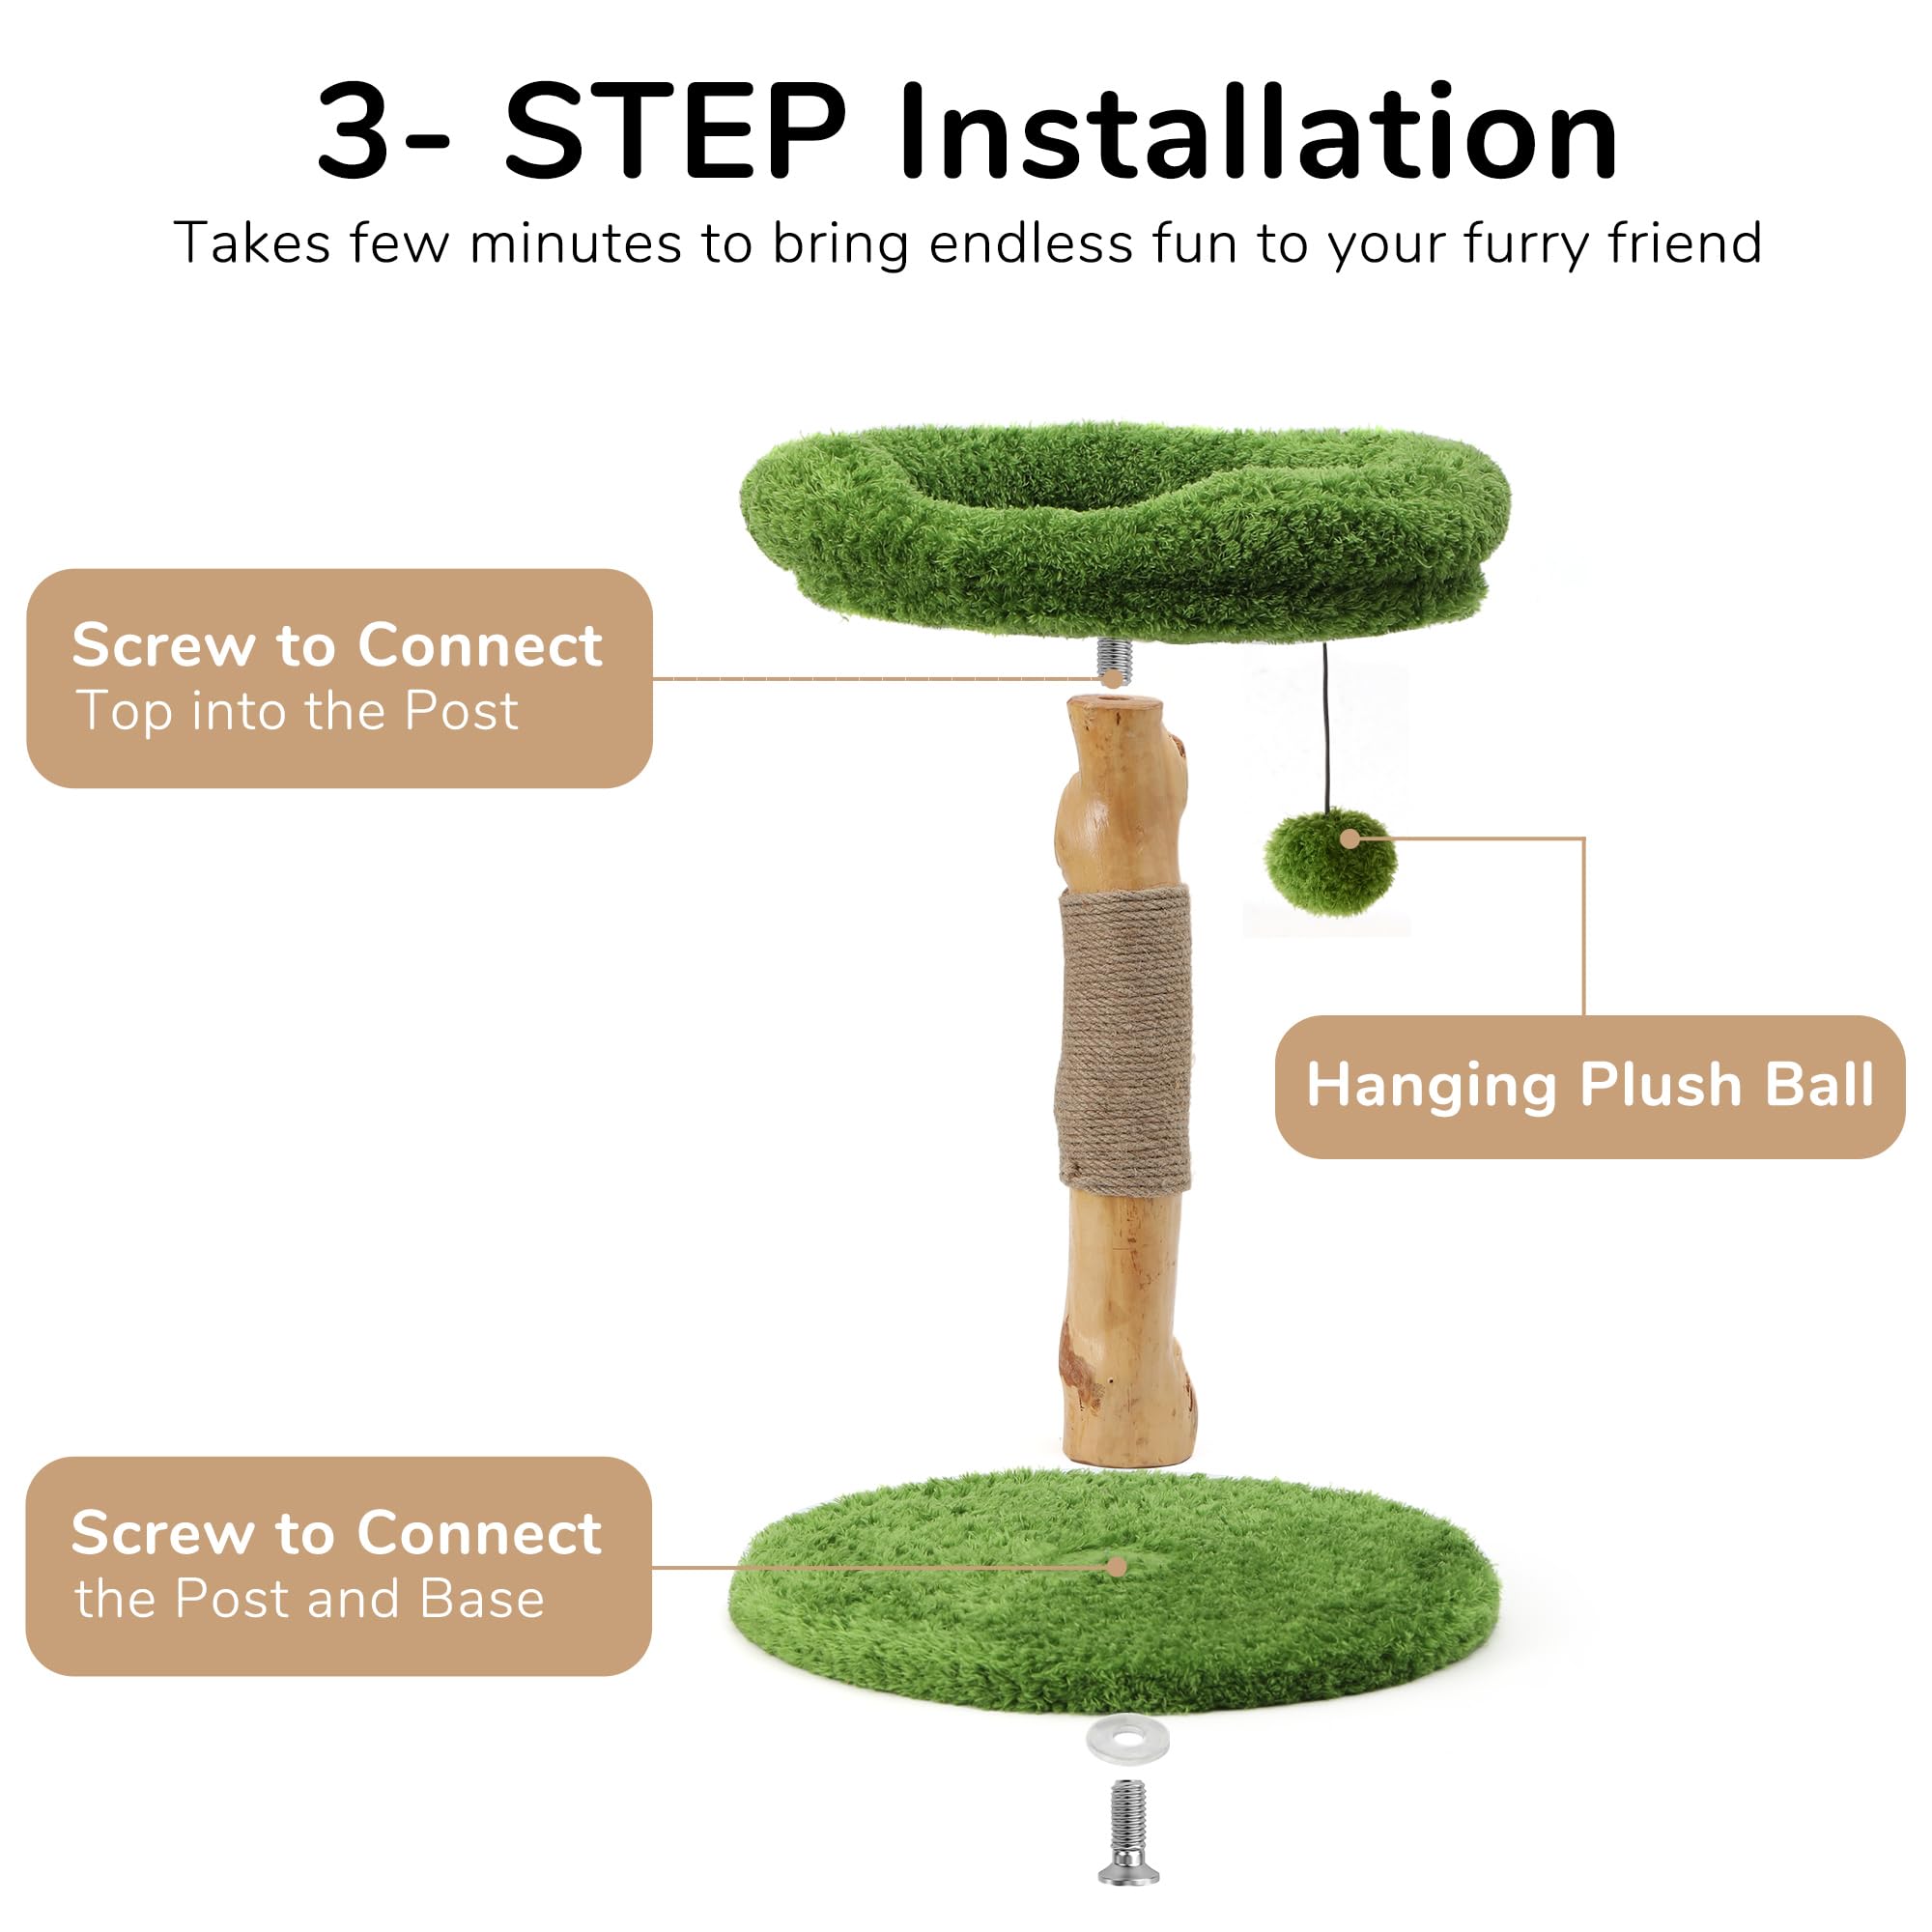 3- STEP Installation
Takes few minutes to bring endless fun to your furry friend
Screw to Connect
Top into the Post
Hanging Plush Ball
Screw to Connect
the Post and Base